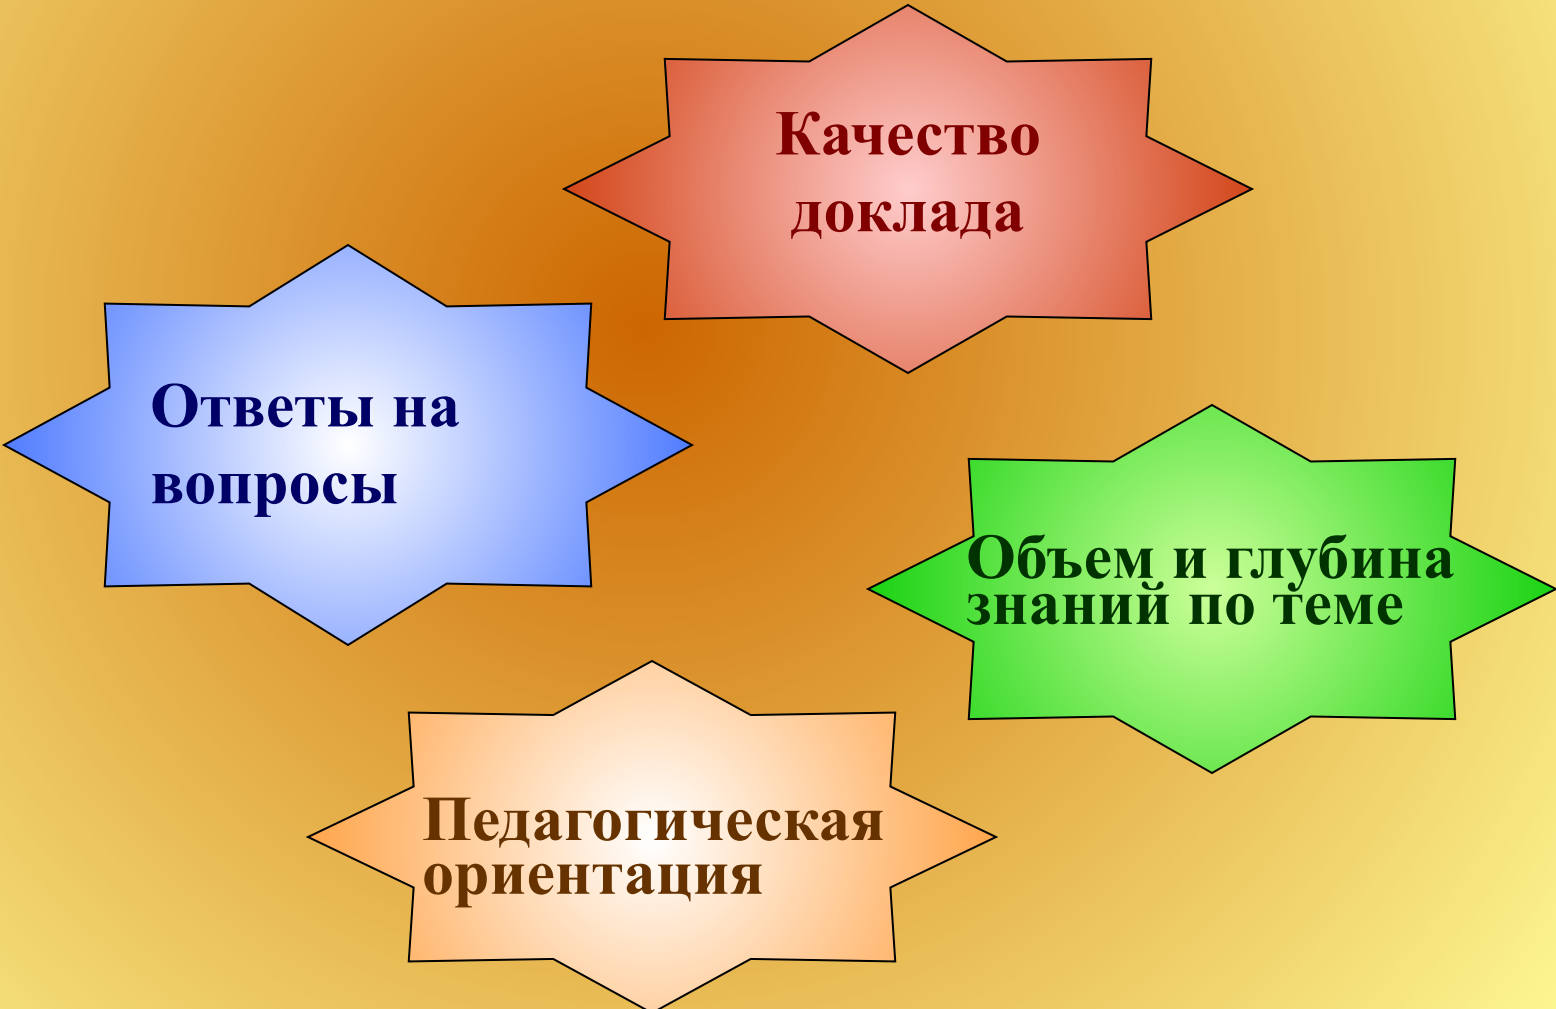 Качество
доклада
Ответы на
вопросы
Объем и глубина
знаний по теме
Педагогическая
ориентация